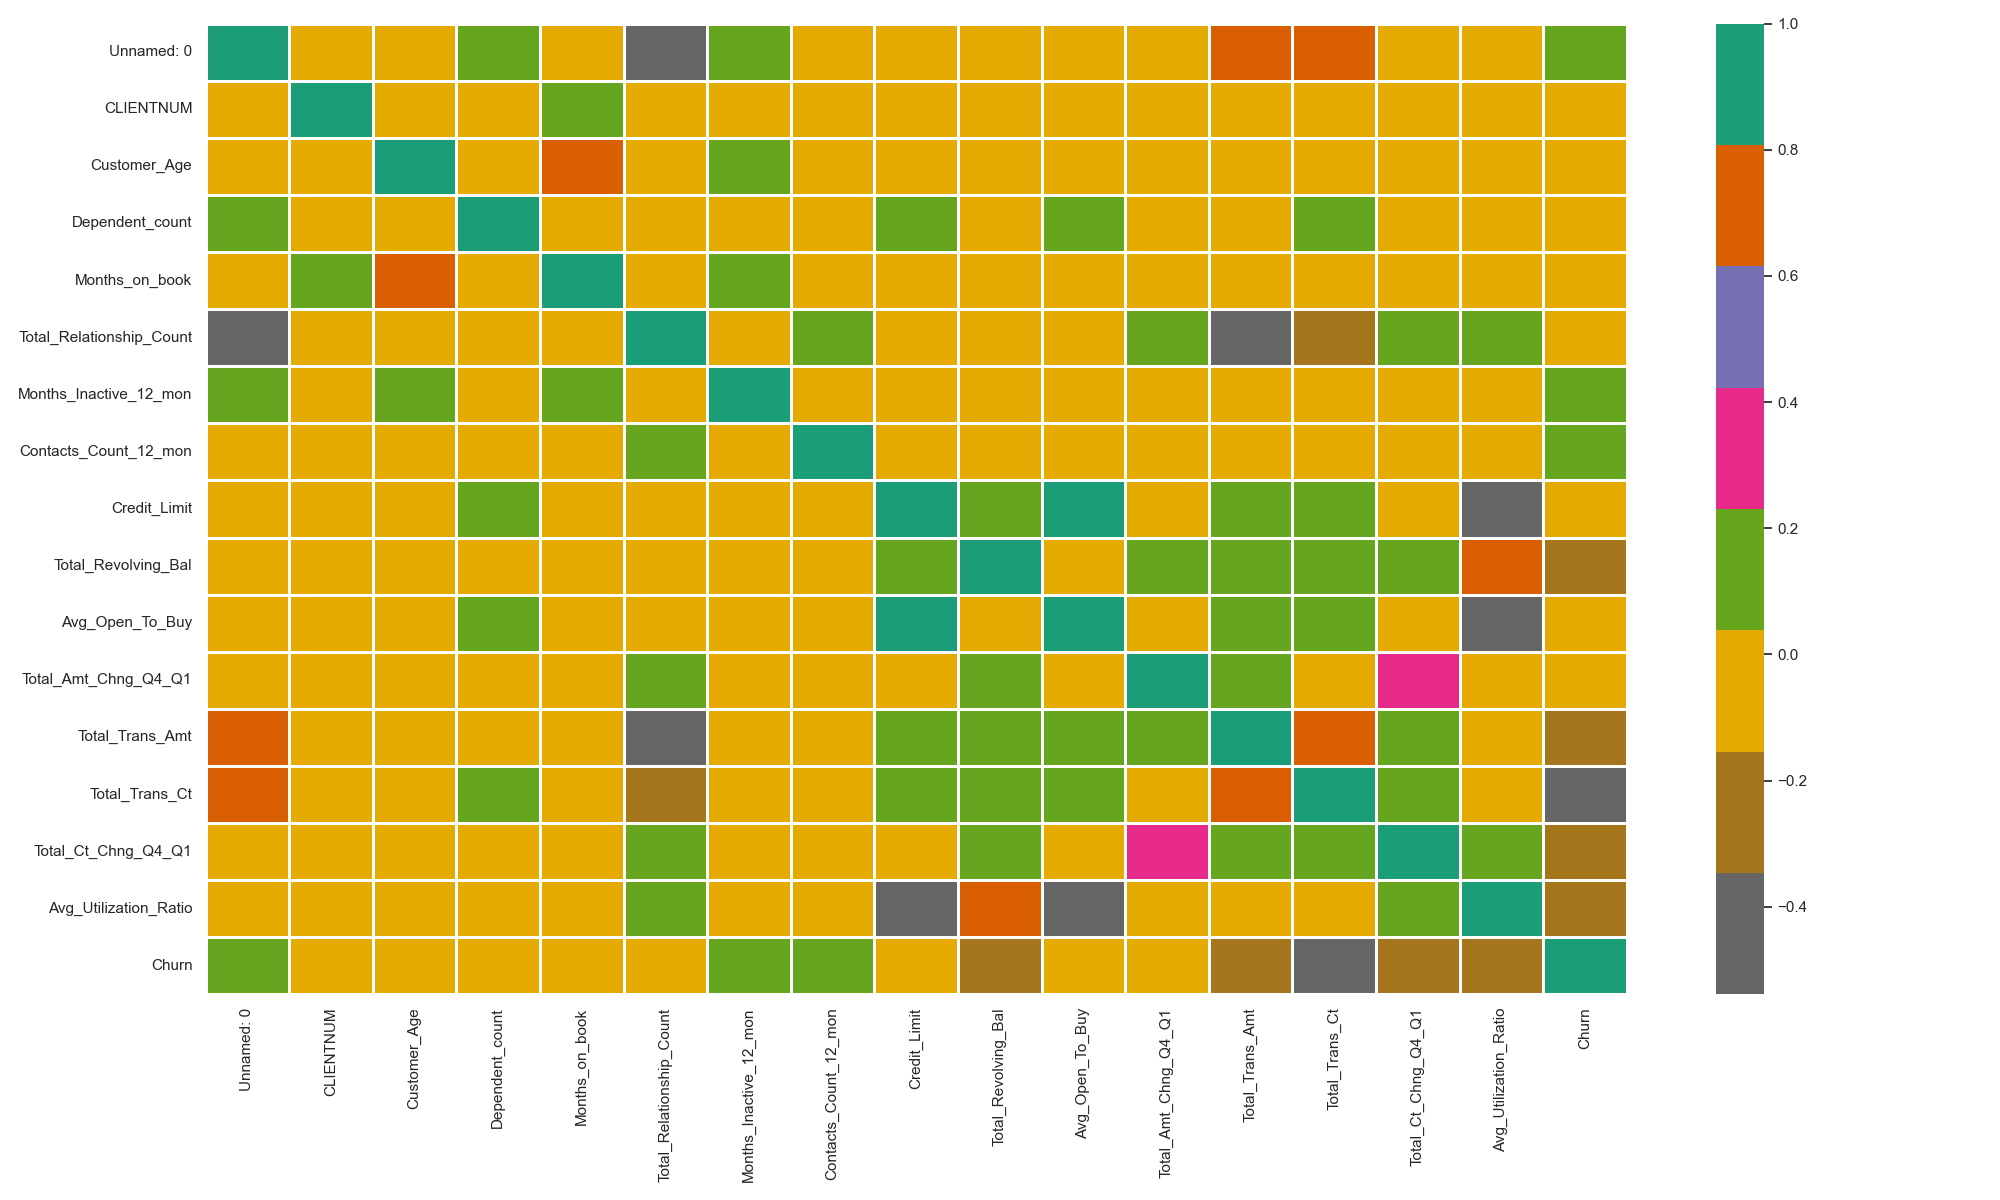 Unnamed: 0
CLIENTNUM
Customer_Age
Dependent_count
Months_on_book
Total_Relationship_Count
Months_Inactive_12_mon
Contacts_Count_12_mon
Credit_Limit
Total_Revolving_Bal
Avg_Open_To_Buy
Total_Amt_Chng_Q4_Q1
Total_Trans_Amt
Total_Trans_Ct
Total_Ct_Chng_Q4_Q1
Avg_Utilization_Ratio
Churn
Unnamed: 0
CLIENTNUM
Customer_Age
Dependent_count
Months_on_book
Total_Relationship_Count
Months_Inactive_12_mon
Contacts_Count_12_mon
Credit_Limit
Total_Revolving_Bal
Avg_Open_To_Buy
Total_Amt_Chng_Q4_Q1
Total_Trans_Amt
Total_Trans_Ct
Total_Ct_Chng_Q4_Q1
Avg_Utilization_Ratio
Churn
1.0
0.8
0.6
0.4
0.2
0.0
−0.2
−0.4